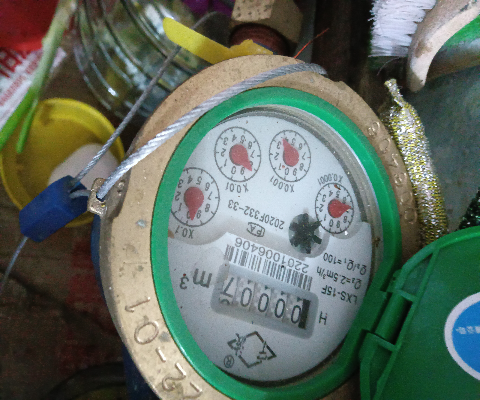 ®
H
00007 m³
LXS-15F
Q₃=2.5m³/h
Q₃/Q₁=100
2201006406
2020F332-33
X0.0001
X0.001
X0.01
X0.1